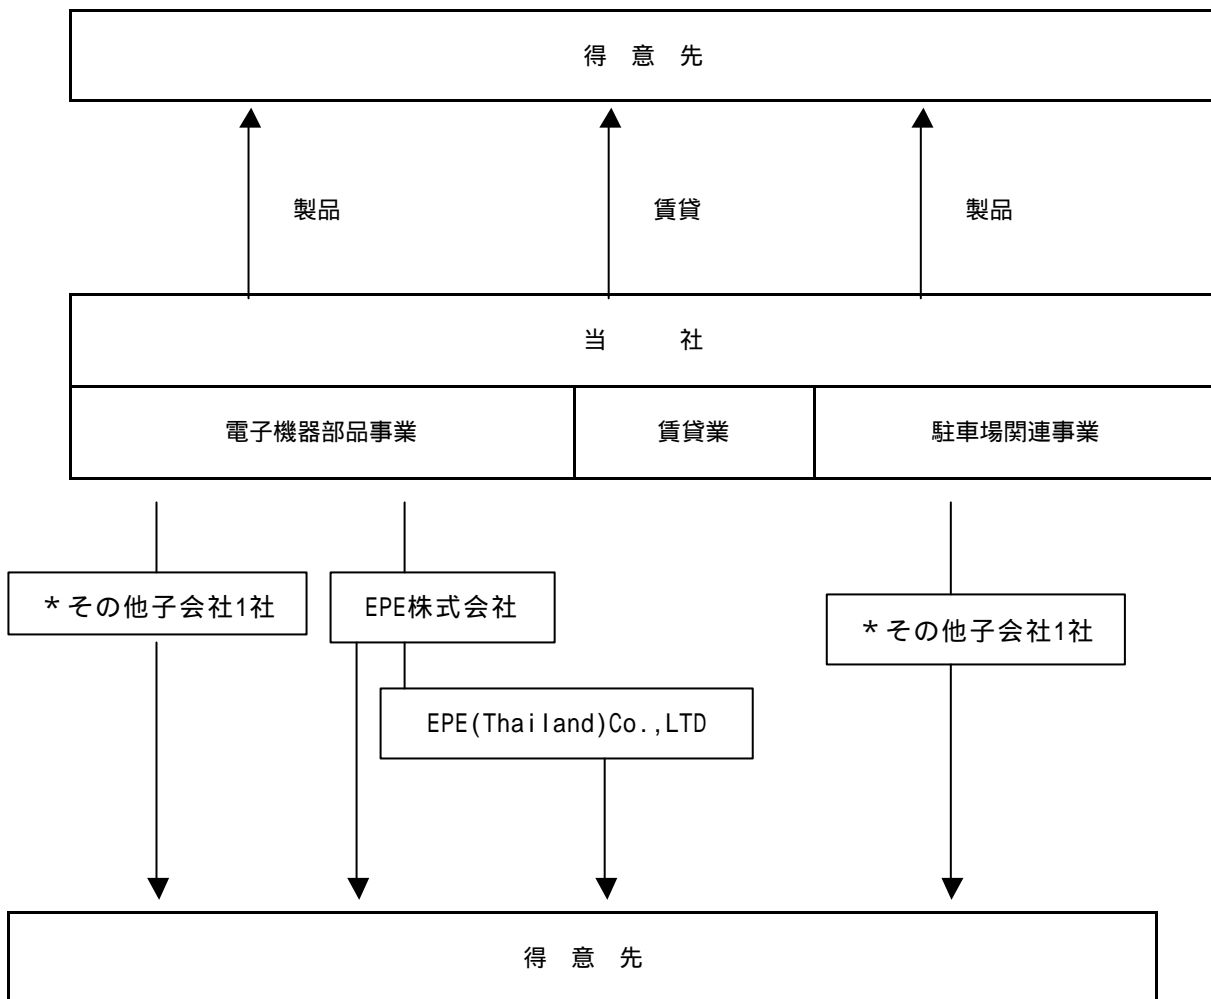 得 意 先
製品
賃貸
製品
当 社
電子機器部品事業
賃貸業
駐車場関連事業
*その他子会社1社
EPE株式会社
*その他子会社1社
EPE(Thailand)Co.,LTD
得 意 先